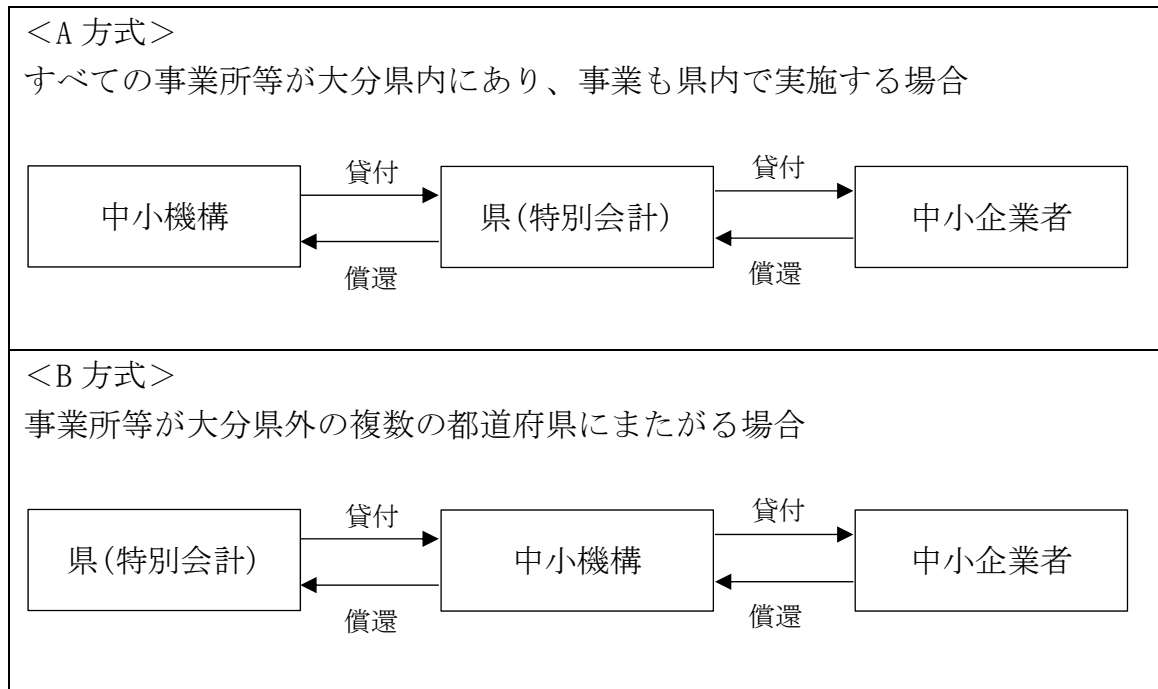 ＜A 方式＞
すべての事業所等が大分県内にあり、事業も県内で実施する場合
貸付
貸付
中小機構
県(特別会計)
中小企業者
償還
償還
＜B 方式＞
事業所等が大分県外の複数の都道府県にまたがる場合
貸付
貸付
県(特別会計)
中小機構
中小企業者
償還
償還